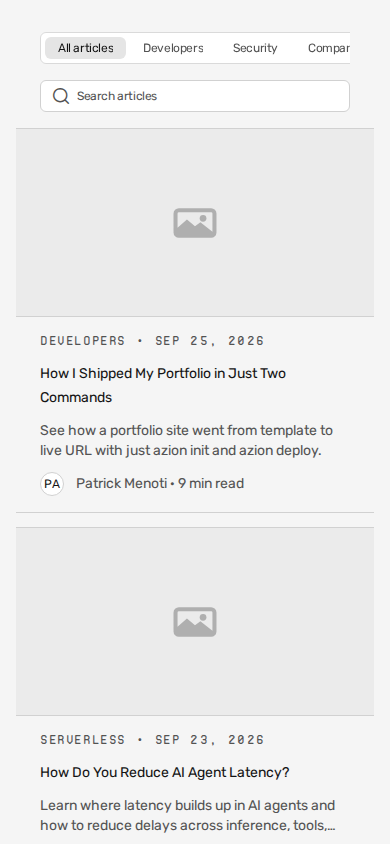 All articles Developers Security Compan
Search articles
DEVELOPERS • SEP 25, 2026
How I Shipped My Portfolio in Just Two
Commands
See how a portfolio site went from template to
live URL with just azion init and azion deploy.
PA Patrick Menoti • 9 min read
SERVERLESS • SEP 23, 2026
How Do You Reduce AI Agent Latency?
Learn where latency builds up in AI agents and
how to reduce delays across inference, tools,…